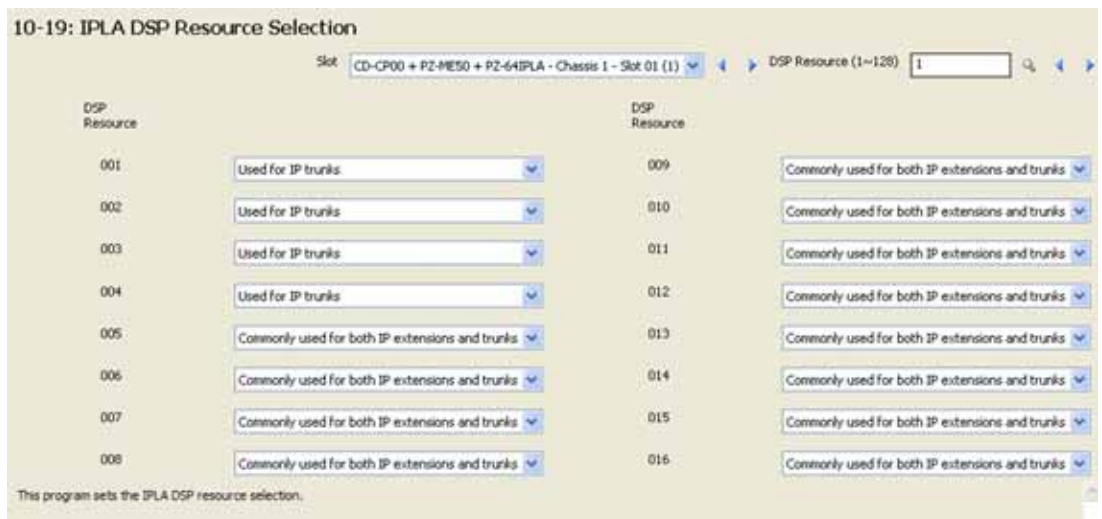 10-19: IPLA DSP Resource Selection
Slot CD-CP00 + PZ-ME50 + PZ-64IPLA - Chassis 1 - Slot 01 (1) DSP Resource (1~128) 1
DSP Resource DSP Resource
001 Used for IP trunks 009 Commonly used for both IP extensions and trunks
002 Used for IP trunks 010 Commonly used for both IP extensions and trunks
003 Used for IP trunks 011 Commonly used for both IP extensions and trunks
004 Used for IP trunks 012 Commonly used for both IP extensions and trunks
005 Commonly used for both IP extensions and trunks 013 Commonly used for both IP extensions and trunks
006 Commonly used for both IP extensions and trunks 014 Commonly used for both IP extensions and trunks
007 Commonly used for both IP extensions and trunks 015 Commonly used for both IP extensions and trunks
008 Commonly used for both IP extensions and trunks 016 Commonly used for both IP extensions and trunks
This program sets the IPLA DSP resource selection.